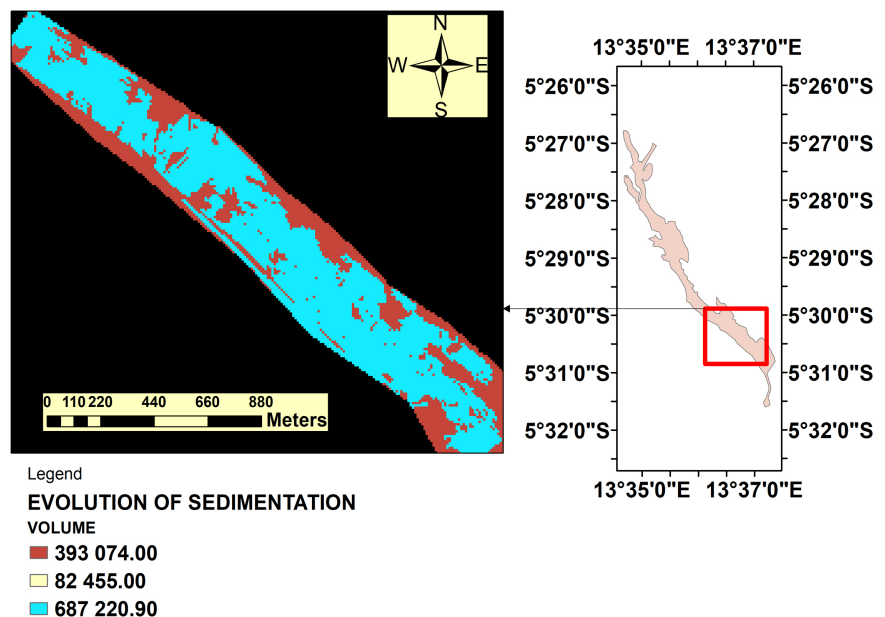 N
W E
S
0 110 220 440 660 880
Meters
Legend
EVOLUTION OF SEDIMENTATION
VOLUME
393 074.00
82 455.00
687 220.90
13°35'0"E 13°37'0"E
5°26'0"S 5°26'0"S
5°27'0"S 5°27'0"S
5°28'0"S 5°28'0"S
5°29'0"S 5°29'0"S
5°30'0"S 5°30'0"S
5°31'0"S 5°31'0"S
5°32'0"S 5°32'0"S
13°35'0"E 13°37'0"E